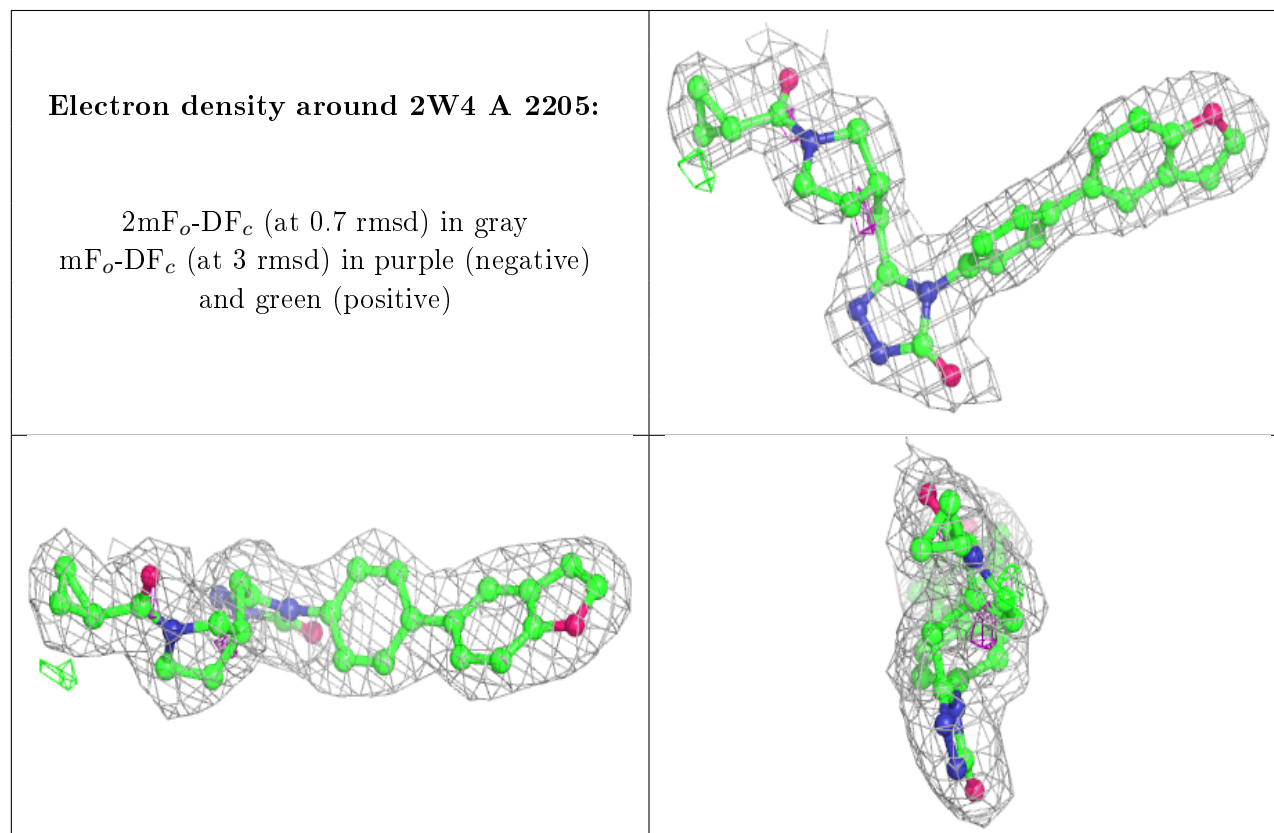 Electron density around 2W4 A 2205:
2mFo-DFc (at 0.7 rmsd) in gray
mFo-DFc (at 3 rmsd) in purple (negative)
and green (positive)